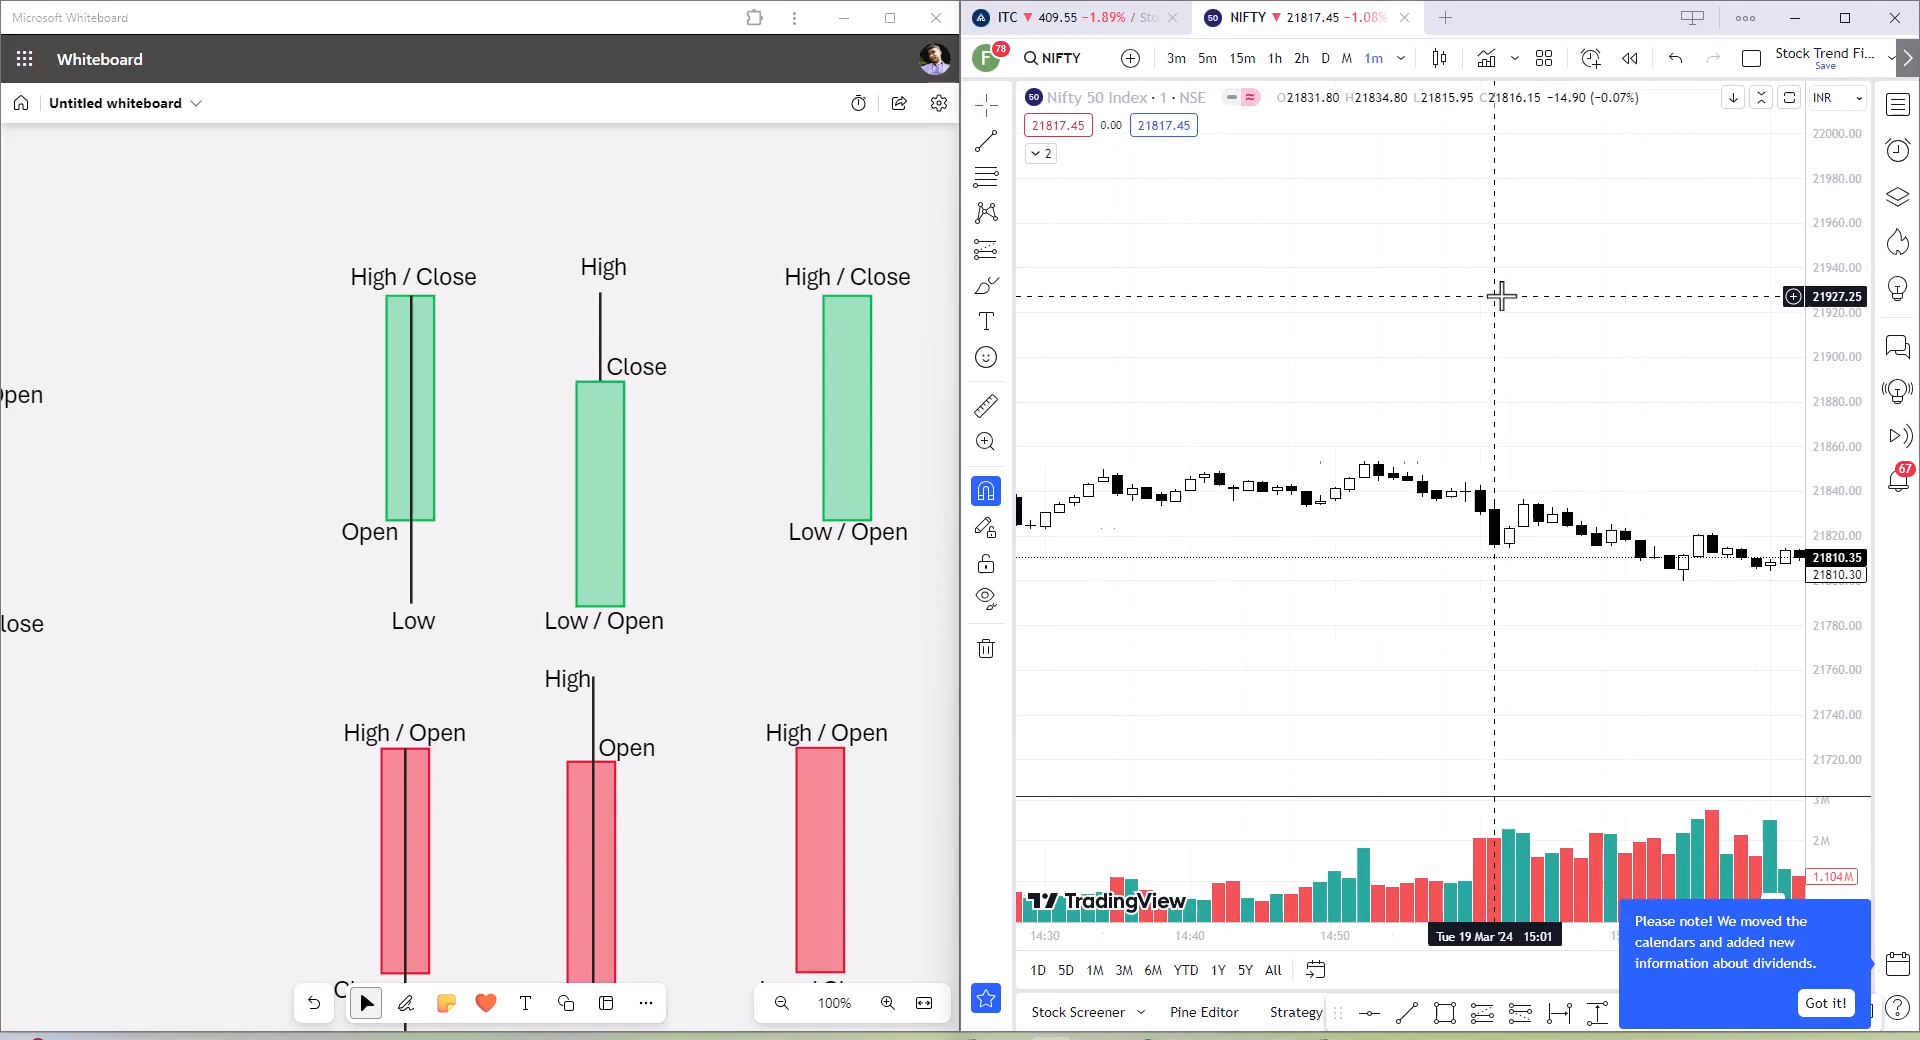 Microsoft Whiteboard
Whiteboard
Untitled whiteboard
High / Close
High
High / Close
Close
Open
Low / Open
Low
Low / Open
High
High / Open
Open
High / Open
100%
ITC 409.55 −1.89% / Sto
50 NIFTY 21817.45 −1.08%
F 78 NIFTY 3m 5m 15m 1h 2h D M 1m Stock Trend Fi...
Save
50 Nifty 50 Index · 1 · NSE O21831.80 H21834.80 L21815.95 C21816.15 −14.90 (−0.07%) INR
21817.45 0.00 21817.45
2
22000.00
21980.00
21960.00
21940.00
21927.25
21920.00
21900.00
21880.00
21860.00
21840.00
21820.00
21810.35
21810.30
21780.00
21760.00
21740.00
21720.00
3M
2M
1.104M
67
TradingView
14:30 14:40 14:50 Tue 19 Mar '24 15:01
1D 5D 1M 3M 6M YTD 1Y 5Y All
Stock Screener Pine Editor Strategy
Please note! We moved the
calendars and added new
information about dividends.
Got it!